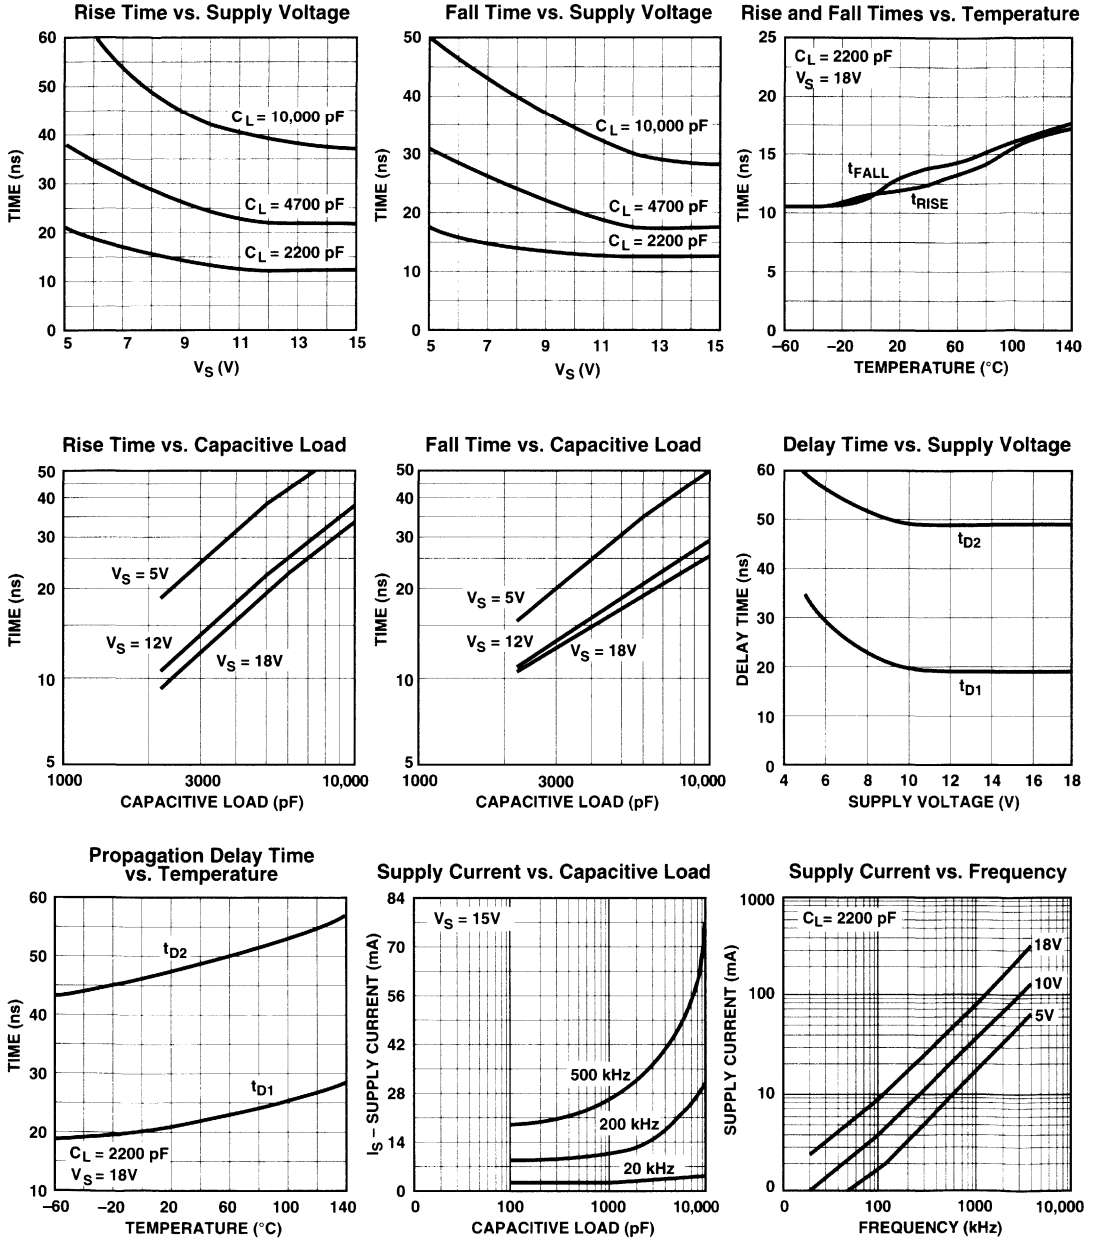 Rise Time vs. Supply Voltage
60
50
40
30
20
10
0
TIME (ns)
C L = 10,000 pF
C L = 4700 pF
C L = 2200 pF
5 7 9 11 13 15
VS (V)
Fall Time vs. Supply Voltage
50
40
30
20
10
0
TIME (ns)
C L = 10,000 pF
C L = 4700 pF
C L = 2200 pF
5 7 9 11 13 15
VS (V)
Rise and Fall Times vs. Temperature
25
20
15
10
5
0
TIME (ns)
C L = 2200 pF
VS = 18V
tFALL
tRISE
–60 –20 20 60 100 140
TEMPERATURE (°C)
Rise Time vs. Capacitive Load
50
40
30
20
10
5
TIME (ns)
VS = 5V
VS = 12V
VS = 18V
1000 3000 10,000
CAPACITIVE LOAD (pF)
Fall Time vs. Capacitive Load
50
40
30
20
10
5
TIME (ns)
VS = 5V
VS = 12V
VS = 18V
1000 3000 10,000
CAPACITIVE LOAD (pF)
Delay Time vs. Supply Voltage
60
50
40
30
20
10
0
DELAY TIME (ns)
tD2
tD1
4 6 8 10 12 14 16 18
SUPPLY VOLTAGE (V)
Propagation Delay Time
vs. Temperature
60
50
40
30
20
10
TIME (ns)
tD2
tD1
C L = 2200 pF
VS = 18V
–60 –20 20 60 100 140
TEMPERATURE (°C)
Supply Current vs. Capacitive Load
84
70
56
42
28
14
0
IS – SUPPLY CURRENT (mA)
VS = 15V
500 kHz
200 kHz
20 kHz
0 100 1000 10,000
CAPACITIVE LOAD (pF)
Supply Current vs. Frequency
1000
100
10
0
SUPPLY CURRENT (mA)
C L = 2200 pF
18V
10V
5V
0 100 1000 10,000
FREQUENCY (kHz)